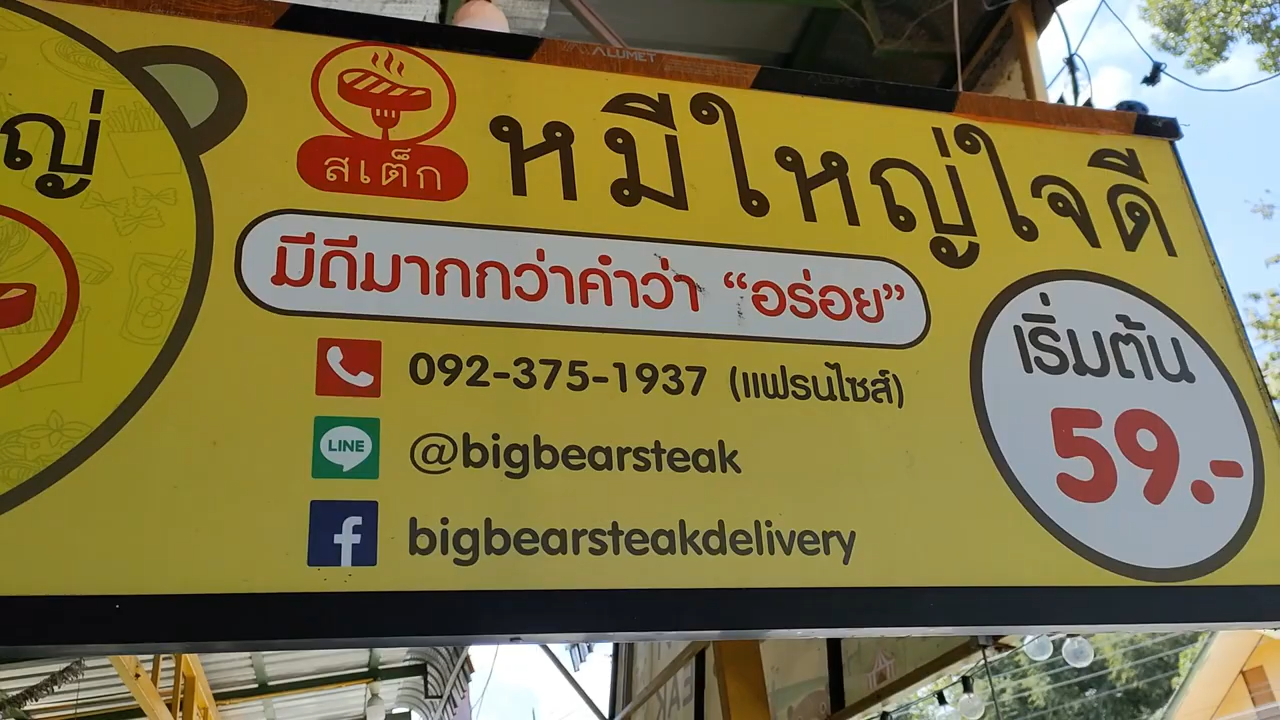 ALUMET
สเต็ก
หมีใหญ่ใจดี
มีดีมากกว่าคำว่า “อร่อย”
092-375-1937 (แฟรนไชส์)
LINE
@bigbearsteak
f
bigbearsteakdelivery
เริ่มต้น
59.-